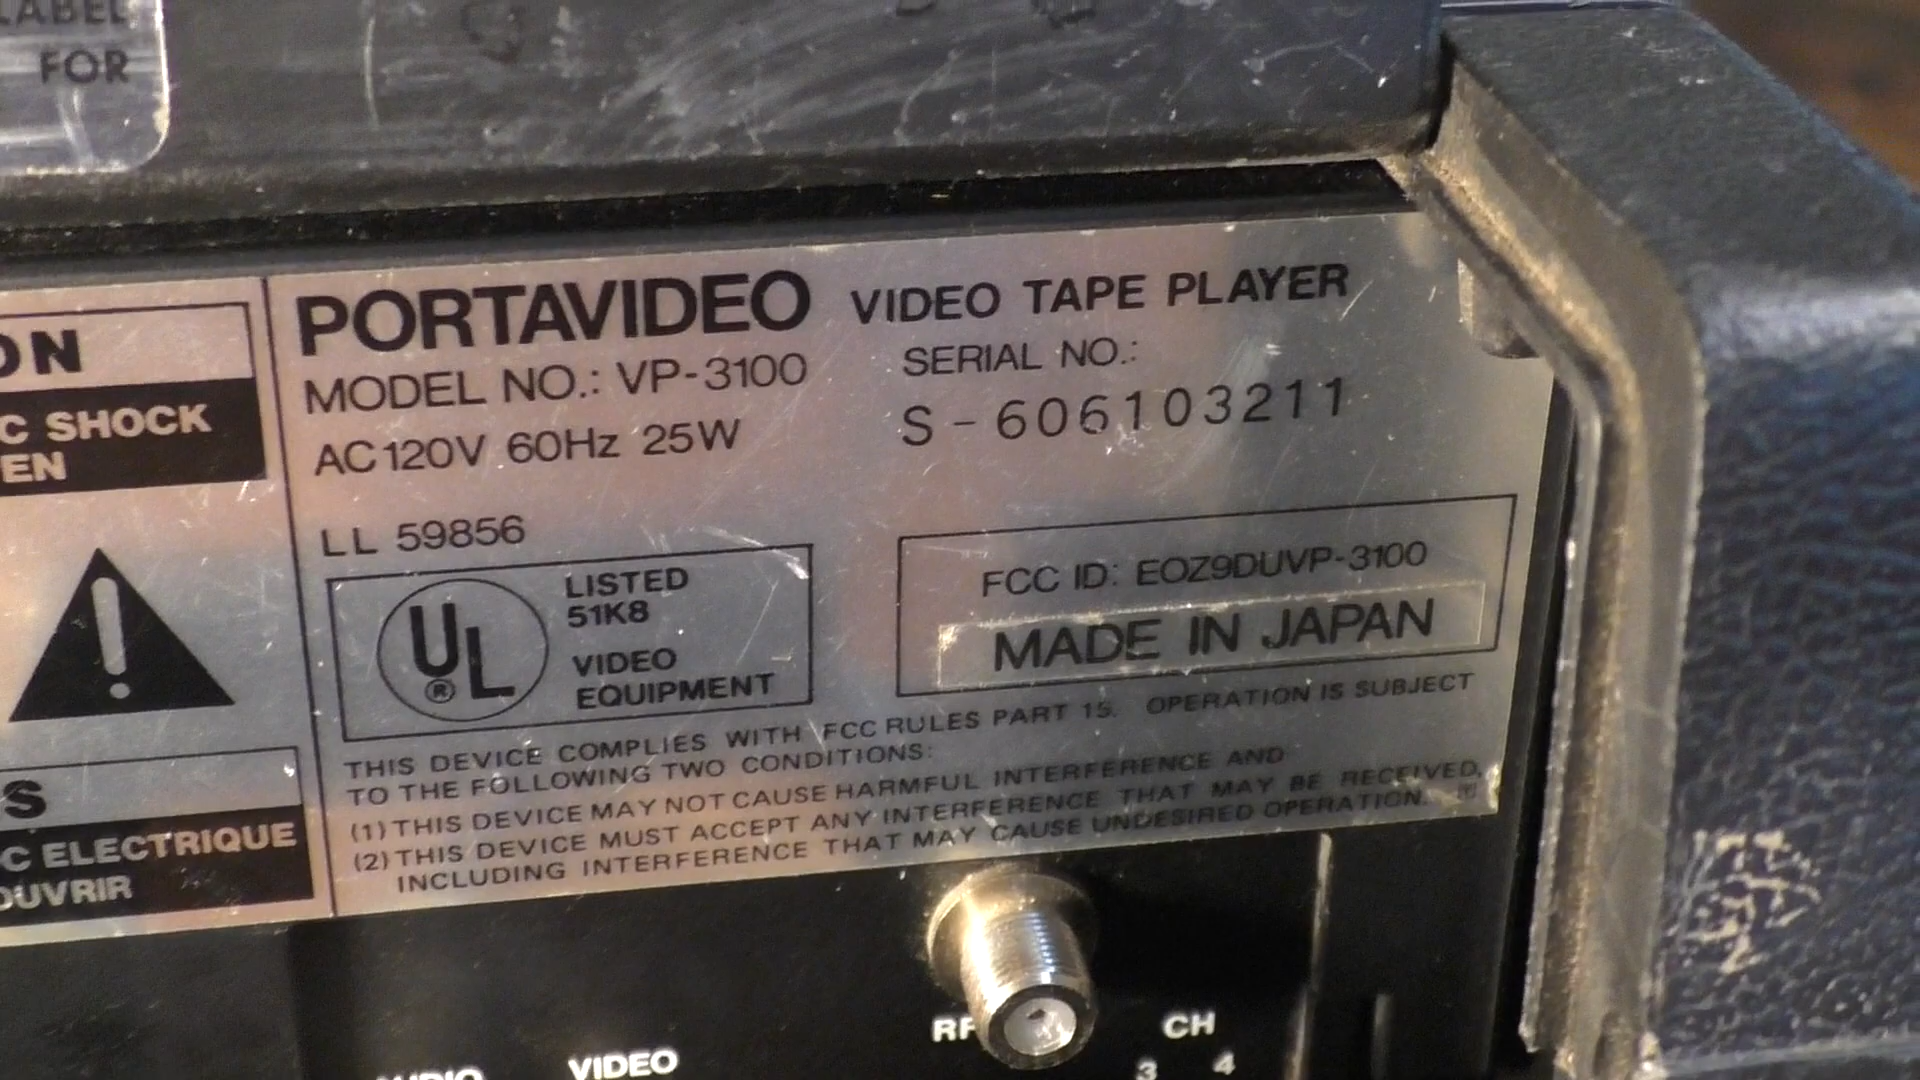 LABEL
FOR
ON
C SHOCK
EN
S
C ELECTRIQUE
OUVRIR
PORTAVIDEO VIDEO TAPE PLAYER
MODEL NO.: VP-3100
SERIAL NO.:
AC120V 60Hz 25W
S-606103211
LL 59856
UL ®
LISTED
51K8
VIDEO
EQUIPMENT
FCC ID: EOZ9DUVP-3100
MADE IN JAPAN
THIS DEVICE COMPLIES WITH FCC RULES PART 15. OPERATION IS SUBJECT
TO THE FOLLOWING TWO CONDITIONS:
(1) THIS DEVICE MAY NOT CAUSE HARMFUL INTERFERENCE AND
(2) THIS DEVICE MUST ACCEPT ANY INTERFERENCE THAT MAY BE RECEIVED,
INCLUDING INTERFERENCE THAT MAY CAUSE UNDESIRED OPERATION.
AUDIO VIDEO
RF
CH
3 4